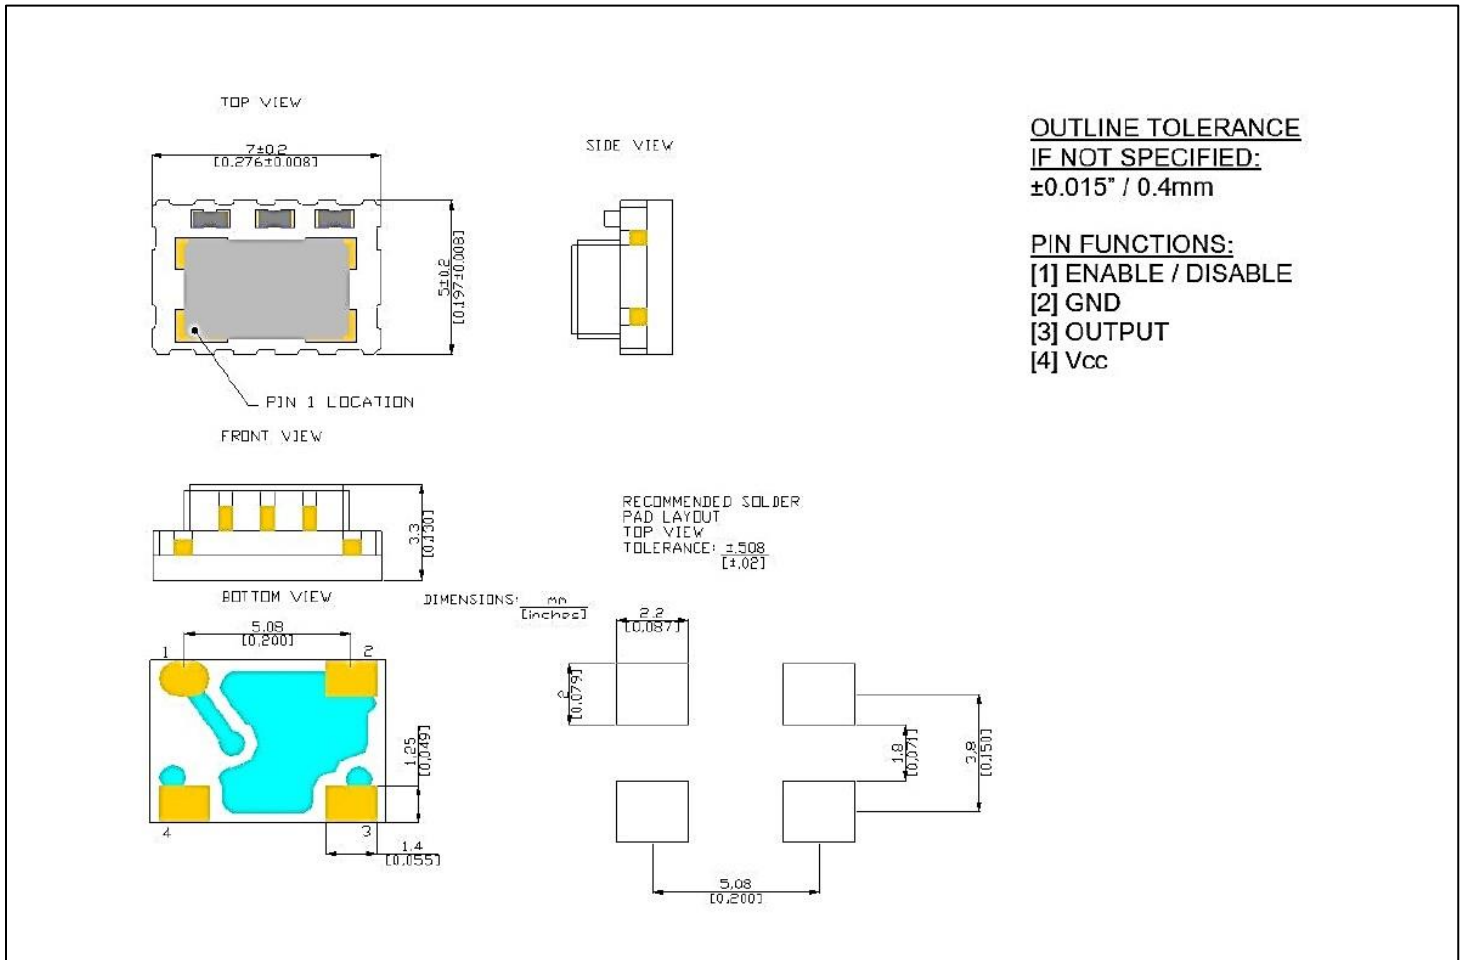 TOP VIEW
7±0.2
[0.276±0.008]
5±0.2
[0.197±0.008]
PIN 1 LOCATION
SIDE VIEW
OUTLINE TOLERANCE
IF NOT SPECIFIED:
±0.015” / 0.4mm
PIN FUNCTIONS:
[1] ENABLE / DISABLE
[2] GND
[3] OUTPUT
[4] Vcc
FRONT VIEW
3.3
[0.130]
BOTTOM VIEW
DIMENSIONS: mm
[inches]
5.08
[0.200]
1
2
1.25
[0.049]
4
3
1.4
[0.055]
RECOMMENDED SOLDER
PAD LAYOUT
TOP VIEW
TOLERANCE: ±.508
[±.02]
2.2
[0.087]
2
[0.079]
1.8
[0.071]
3.8
[0.150]
5.08
[0.200]